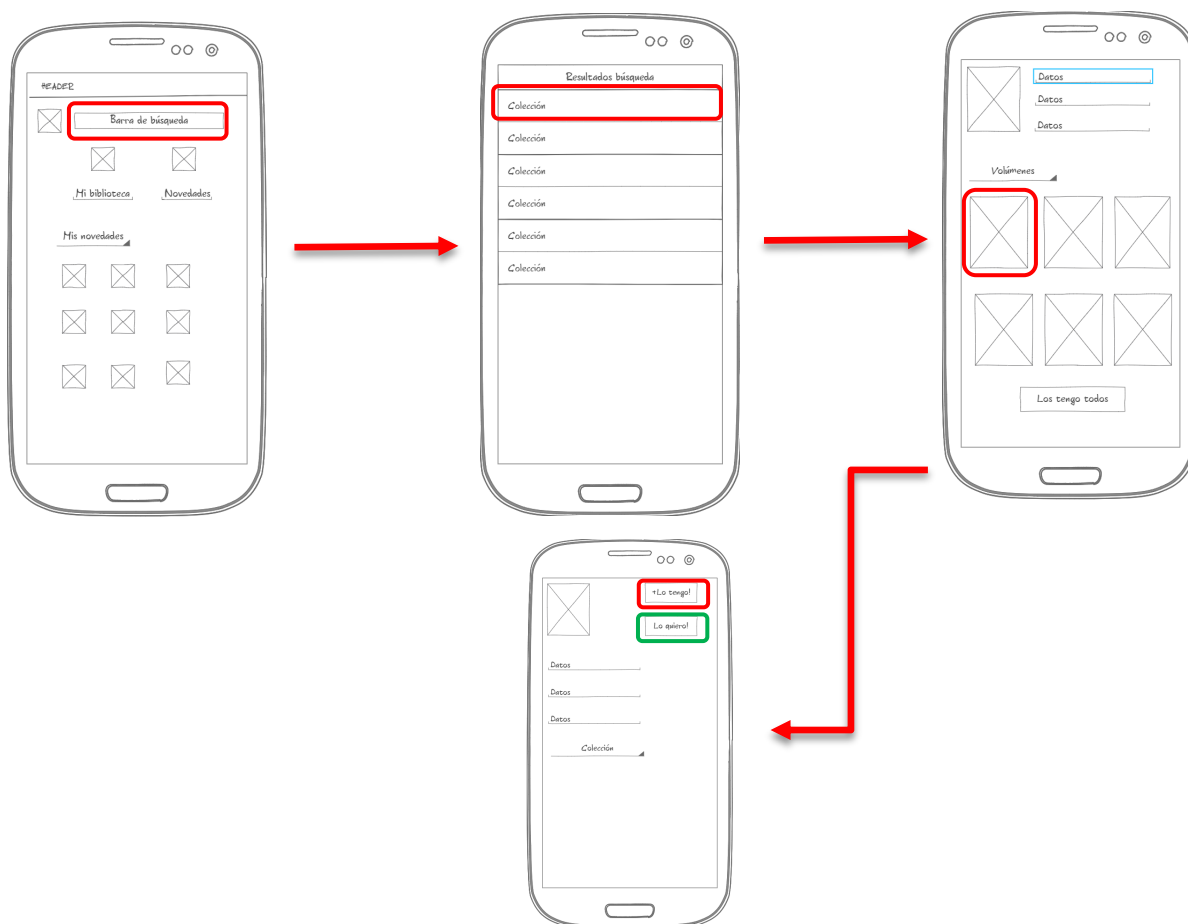 HEADER
Barra de búsqueda
Mi biblioteca
Novedades
Mis novedades
Resultados búsqueda
Colección
Colección
Colección
Colección
Colección
Colección
Datos
Datos
Datos
Volúmenes
Los tengo todos
+Lo tengo!
Lo quiero!
Datos
Datos
Datos
Colección